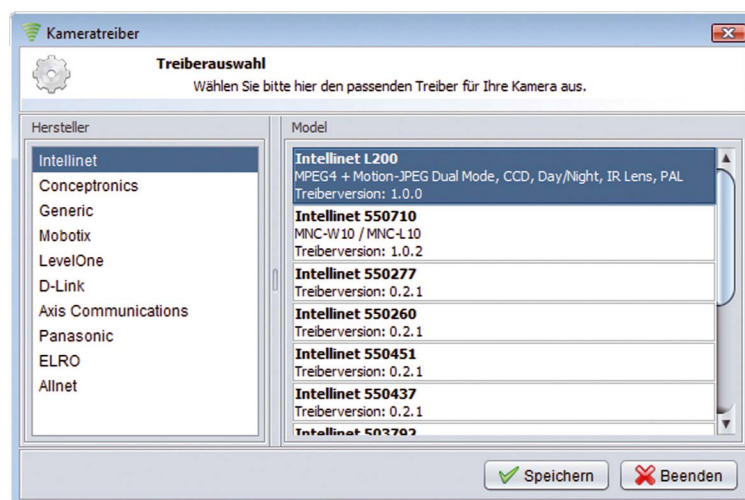 Kameratreiber
Treiberauswahl
Wählen Sie bitte hier den passenden Treiber für Ihre Kamera aus.
Hersteller
Intellinet
Conceptronics
Generic
Mobotix
LevelOne
D-Link
Axis Communications
Panasonic
ELRO
Allnet
Model
Intellinet L200
MPEG4 + Motion-JPEG Dual Mode, CCD, Day/Night, IR Lens, PAL
Treiberversion: 1.0.0
Intellinet 550710
MNC-W10 / MNC-L10
Treiberversion: 1.0.2
Intellinet 550277
Treiberversion: 0.2.1
Intellinet 550260
Treiberversion: 0.2.1
Intellinet 550451
Treiberversion: 0.2.1
Intellinet 550437
Treiberversion: 0.2.1
Intellinet 503792
Speichern
Beenden